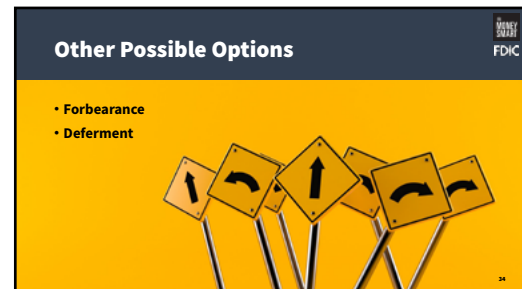 Other Possible Options
MONEY
SMART
FDIC
• Forbearance
• Deferment
34